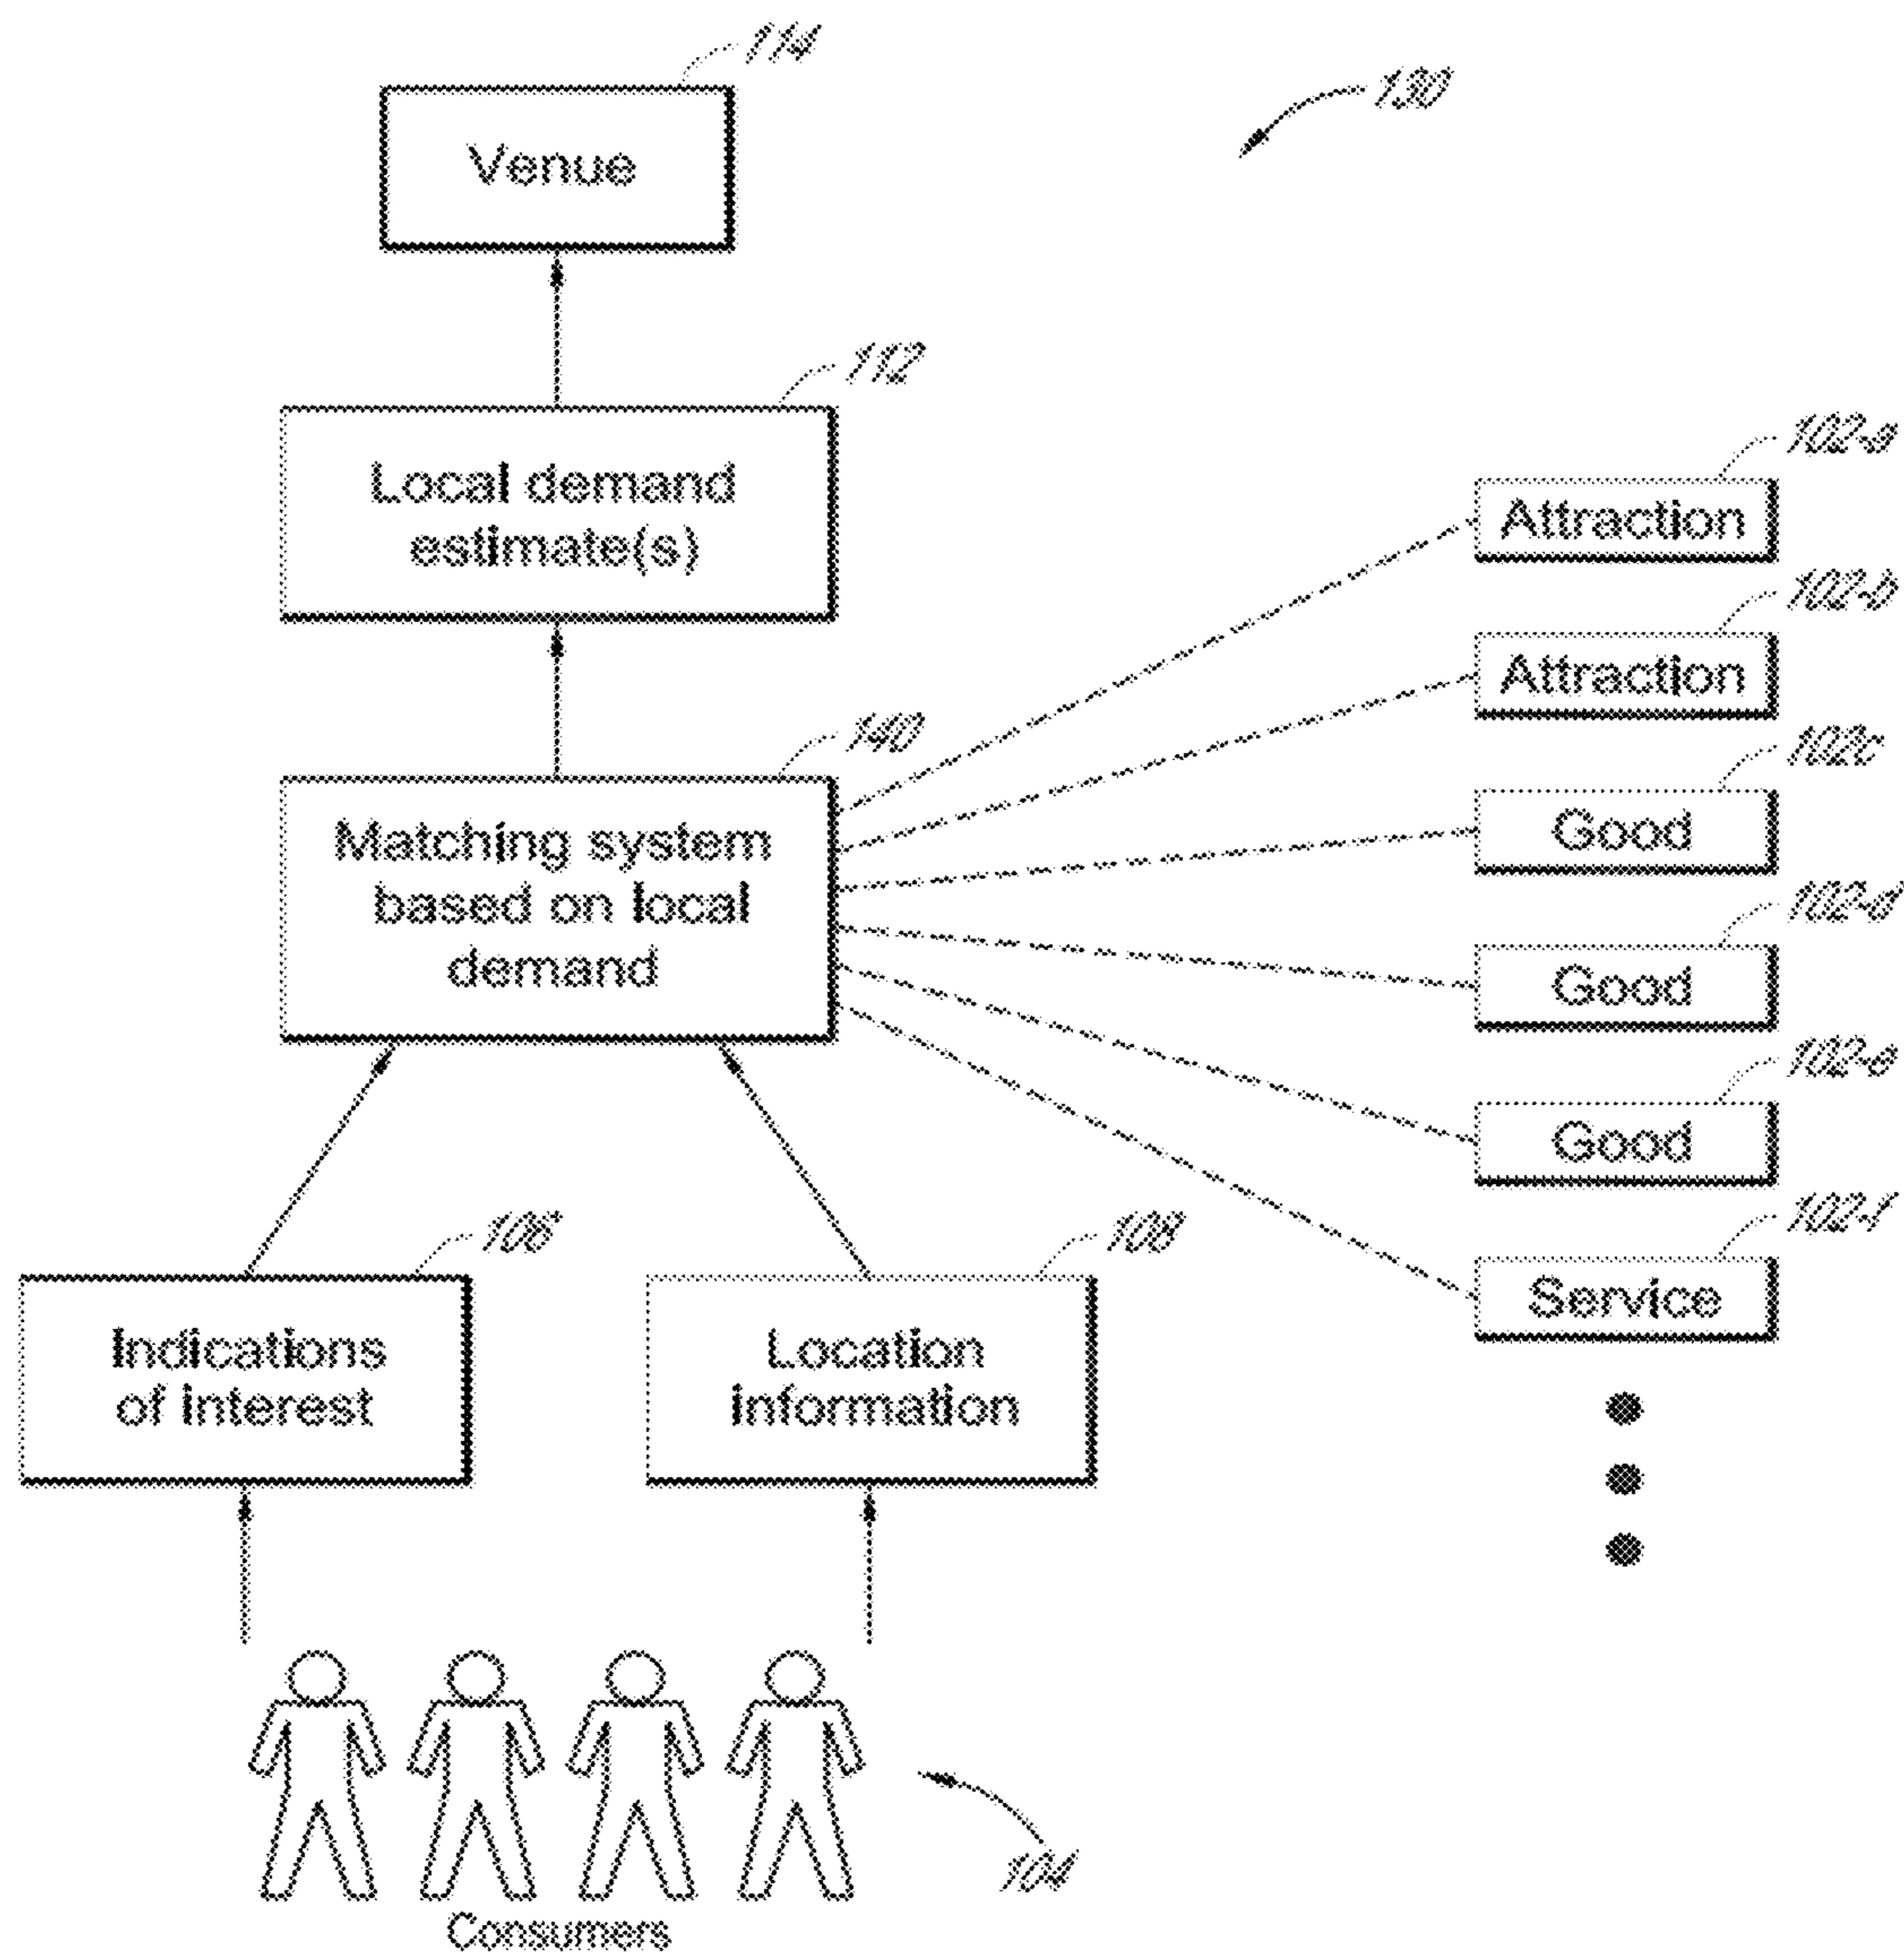 114
130
Venue
112
Local demand
estimate(s)
102-a
Attraction
102-b
Attraction
140
Matching system
based on local
demand
102c
Good
102-d
Good
102-e
Good
106
Indications
of interest
108
Location
information
102-f
Service
104
Consumers